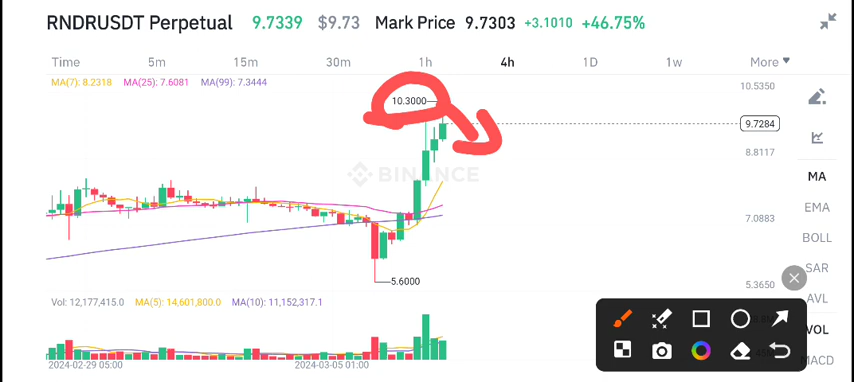 RNDRUSDT Perpetual 9.7339 $9.73 Mark Price 9.7303 +3.1010 +46.75%
Time 5m 15m 30m 1h 4h 1D 1w More
MA(7): 8.2318 MA(25): 7.6081 MA(99): 7.3444
10.5350
10.3000
9.7284
8.8117
BINANCE
MA
EMA
7.0883
BOLL
SAR
5.6000
5.3650
AVL
Vol: 12,177,415.0 MA(5): 14,601,800.0 MA(10): 11,152,317.1
VOL
MACD
2024-02-29 05:00 2024-03-05 01:00